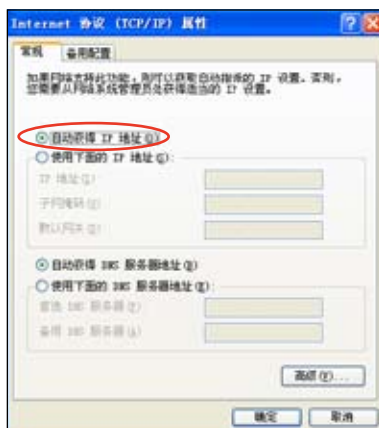 Internet 协议 (TCP/IP) 属性
常规 备用配置
如果网络支持此功能，则可以获取自动指派的 IP 设置。否则，
您需要从网络系统管理员处获得适当的 IP 设置。
自动获得 IP 地址(O)
使用下面的 IP 地址(S):
IP 地址(I):
子网掩码(U):
默认网关(D):
自动获得 DNS 服务器地址(B)
使用下面的 DNS 服务器地址(E):
首选 DNS 服务器(P):
备用 DNS 服务器(A):
高级(V)...
确定 取消